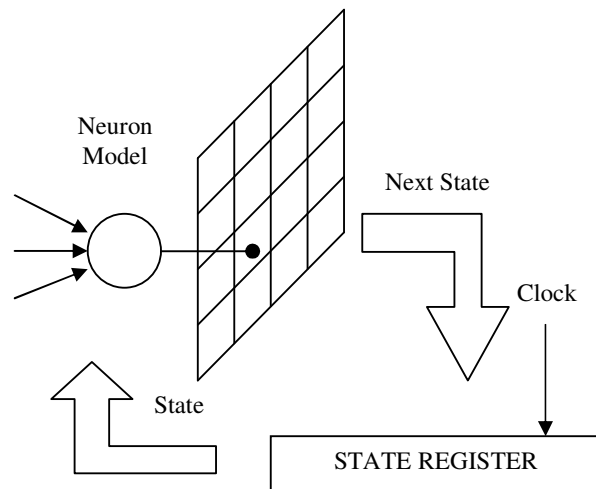 Neuron
Model
Next State
Clock
State
STATE REGISTER